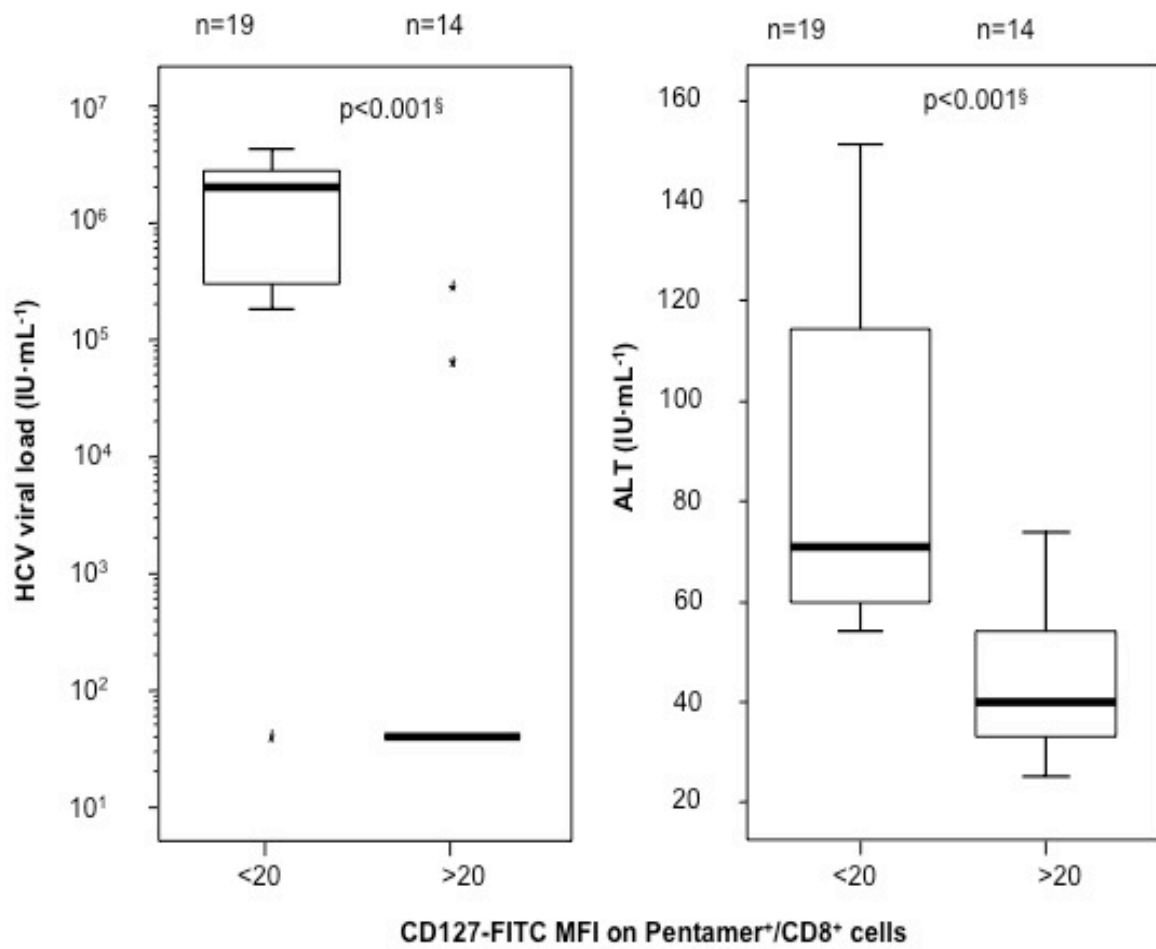 n=19 n=14
p<0.001§
HCV viral load (IU·mL⁻¹)
10⁷
10⁶
10⁵
10⁴
10³
10²
10¹
<20 >20
n=19 n=14
p<0.001§
ALT (IU·mL⁻¹)
160
140
120
100
80
60
40
20
<20 >20
CD127-FITC MFI on Pentamer⁺/CD8⁺ cells